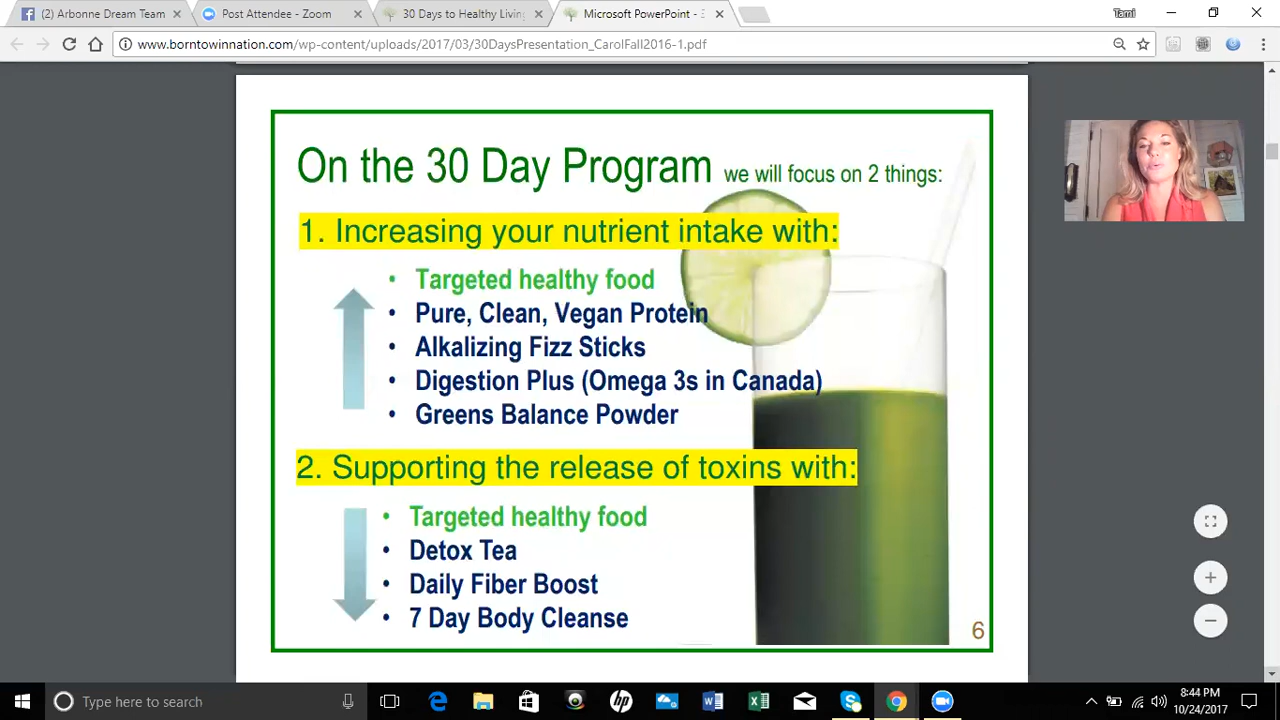 (2) Arbonne Dream Team
Post Attendee - Zoom
30 Days to Healthy Living
Microsoft PowerPoint - 3
Tami
www.borntowinnation.com/wp-content/uploads/2017/03/30DaysPresentation_CarolFall2016-1.pdf
On the 30 Day Program we will focus on 2 things:
1. Increasing your nutrient intake with:
• Targeted healthy food
• Pure, Clean, Vegan Protein
• Alkalizing Fizz Sticks
• Digestion Plus (Omega 3s in Canada)
• Greens Balance Powder
2. Supporting the release of toxins with:
• Targeted healthy food
• Detox Tea
• Daily Fiber Boost
• 7 Day Body Cleanse
6
Type here to search
8:44 PM
10/24/2017